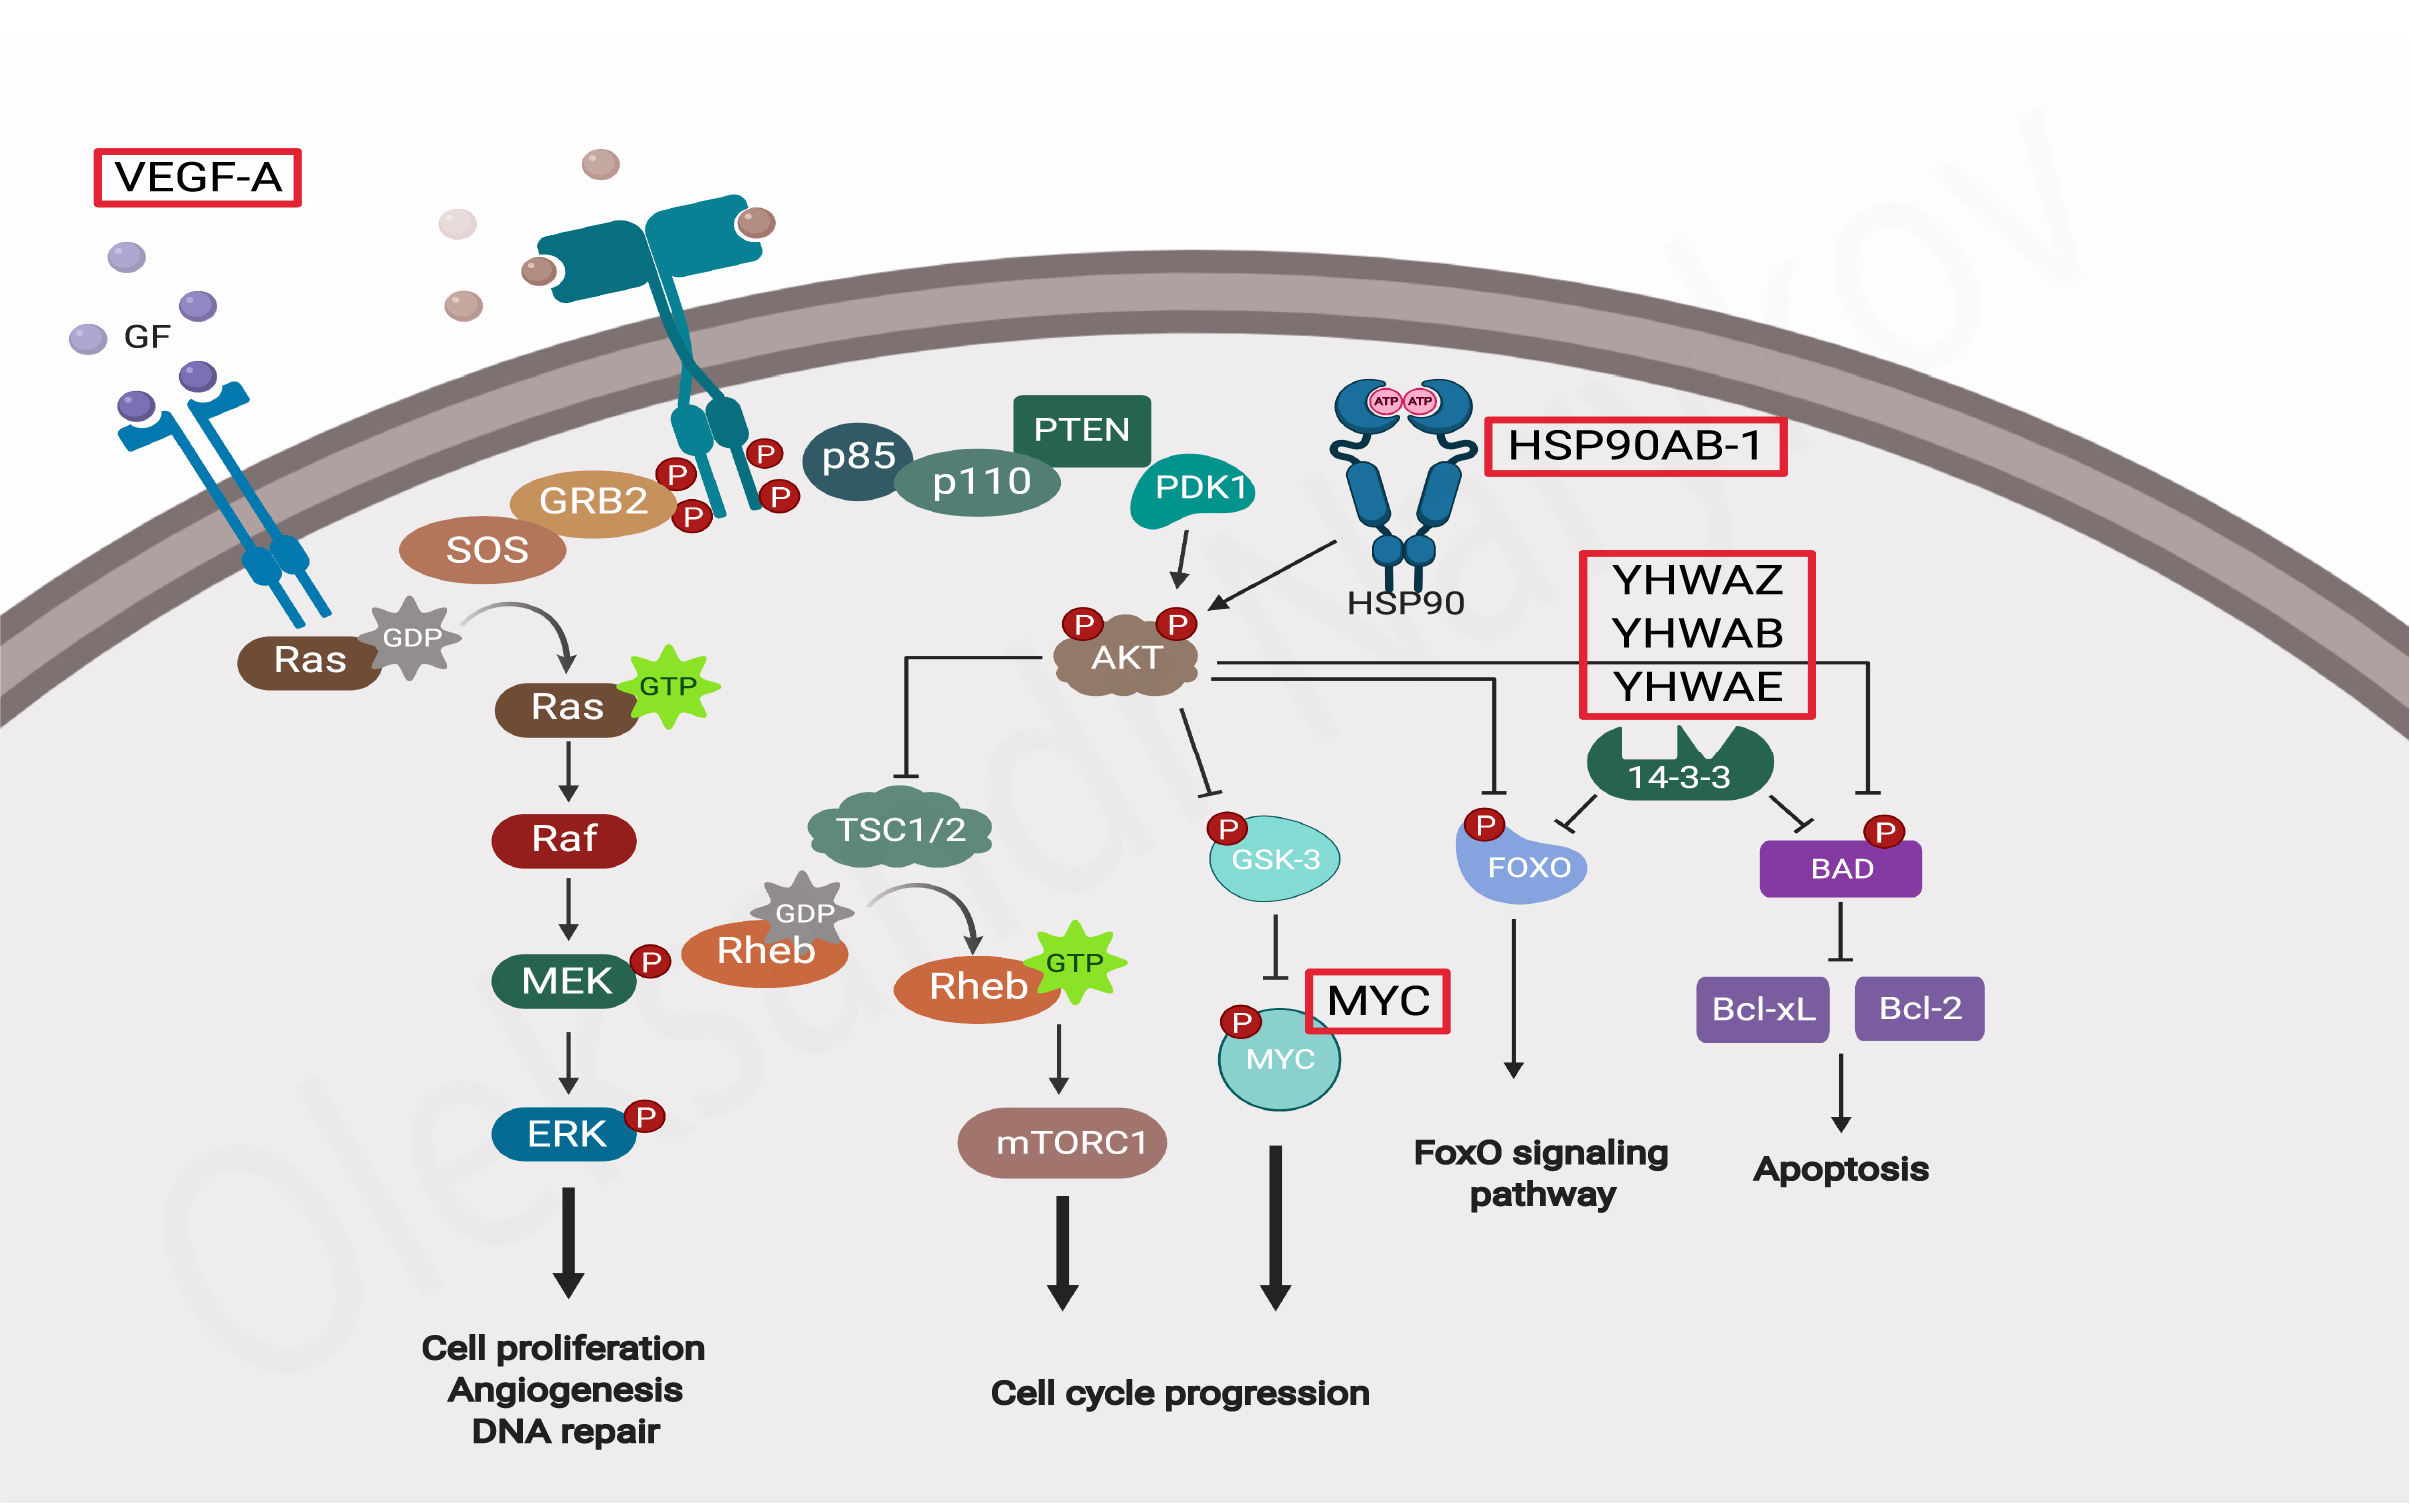 VEGF-A
GF
PTEN
p85
p110
PDK1
ATP ATP
HSP90AB-1
HSP90
P
P
P
P
GRB2
SOS
Ras
GDP
Ras
GTP
Raf
MEK
P
ERK
P
Cell proliferation
Angiogenesis
DNA repair
P
P
AKT
TSC1/2
GDP
Rheb
Rheb
GTP
mTORC1
P
GSK-3
MYC
P
MYC
Cell cycle progression
YHWAZ
YHWAB
YHWAE
14-3-3
P
FOXO
FoxO signaling
pathway
P
BAD
Bcl-xL
Bcl-2
Apoptosis